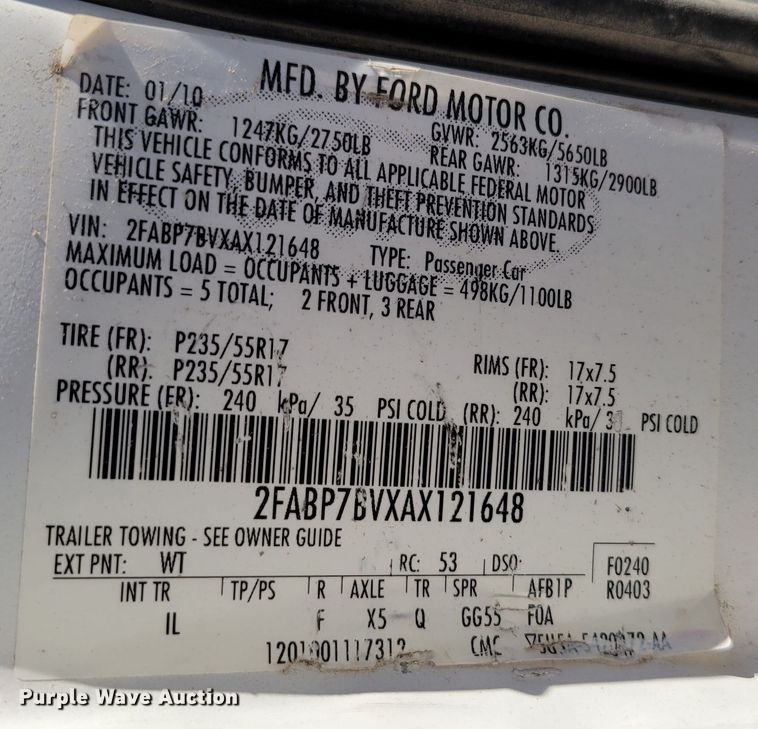 MFD. BY FORD MOTOR CO.
DATE: 01/10
FRONT GAWR: 1247KG/2750LB GVWR: 2563KG/5650LB
REAR GAWR: 1315KG/2900LB
THIS VEHICLE CONFORMS TO ALL APPLICABLE FEDERAL MOTOR
VEHICLE SAFETY, BUMPER, AND THEFT PREVENTION STANDARDS
IN EFFECT ON THE DATE OF MANUFACTURE SHOWN ABOVE.
VIN: 2FABP7BVXAX121648 TYPE: Passenger Car
MAXIMUM LOAD = OCCUPANTS + LUGGAGE = 498KG/1100LB
OCCUPANTS = 5 TOTAL; 2 FRONT, 3 REAR
TIRE (FR): P235/55R17 RIMS (FR): 17x7.5
(RR): P235/55R17 (RR): 17x7.5
PRESSURE (FR): 240 kPa/ 35 PSI COLD (RR): 240 kPa/ PSI COLD
2FABP7BVXAX121648
TRAILER TOWING - SEE OWNER GUIDE
EXT PNT: WT RC: 53 DSO: F0240
INT TR TP/PS R AXLE TR SPR AFB1P R0403
IL F X5 Q GG55 F0A
CMC
Purple Wave Auction